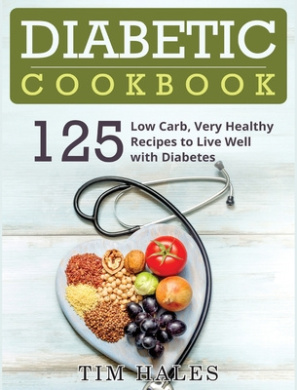 DIABETIC
COOKBOOK
125
Low Carb, Very Healthy
Recipes to Live Well
with Diabetes
TIM HALES